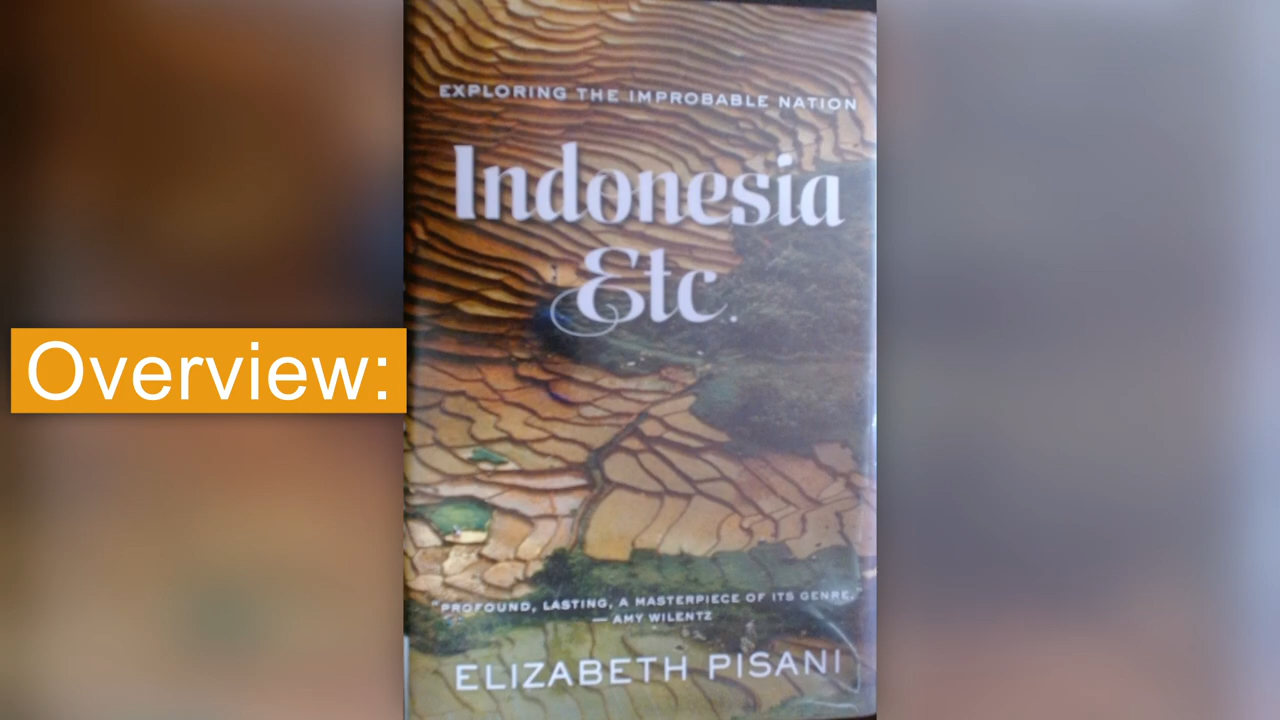 EXPLORING THE IMPROBABLE NATION
Indonesia
Etc.
Overview:
"PROFOUND, LASTING, A MASTERPIECE OF ITS GENRE."
— AMY WILENTZ
ELIZABETH PISANI